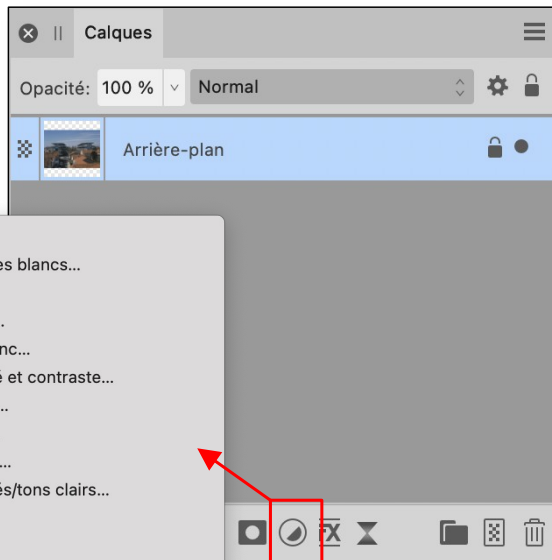 Calques
Opacité: 100 % Normal
Arrière-plan
es blancs...
nc...
é et contraste...
és/tons clairs...
FX